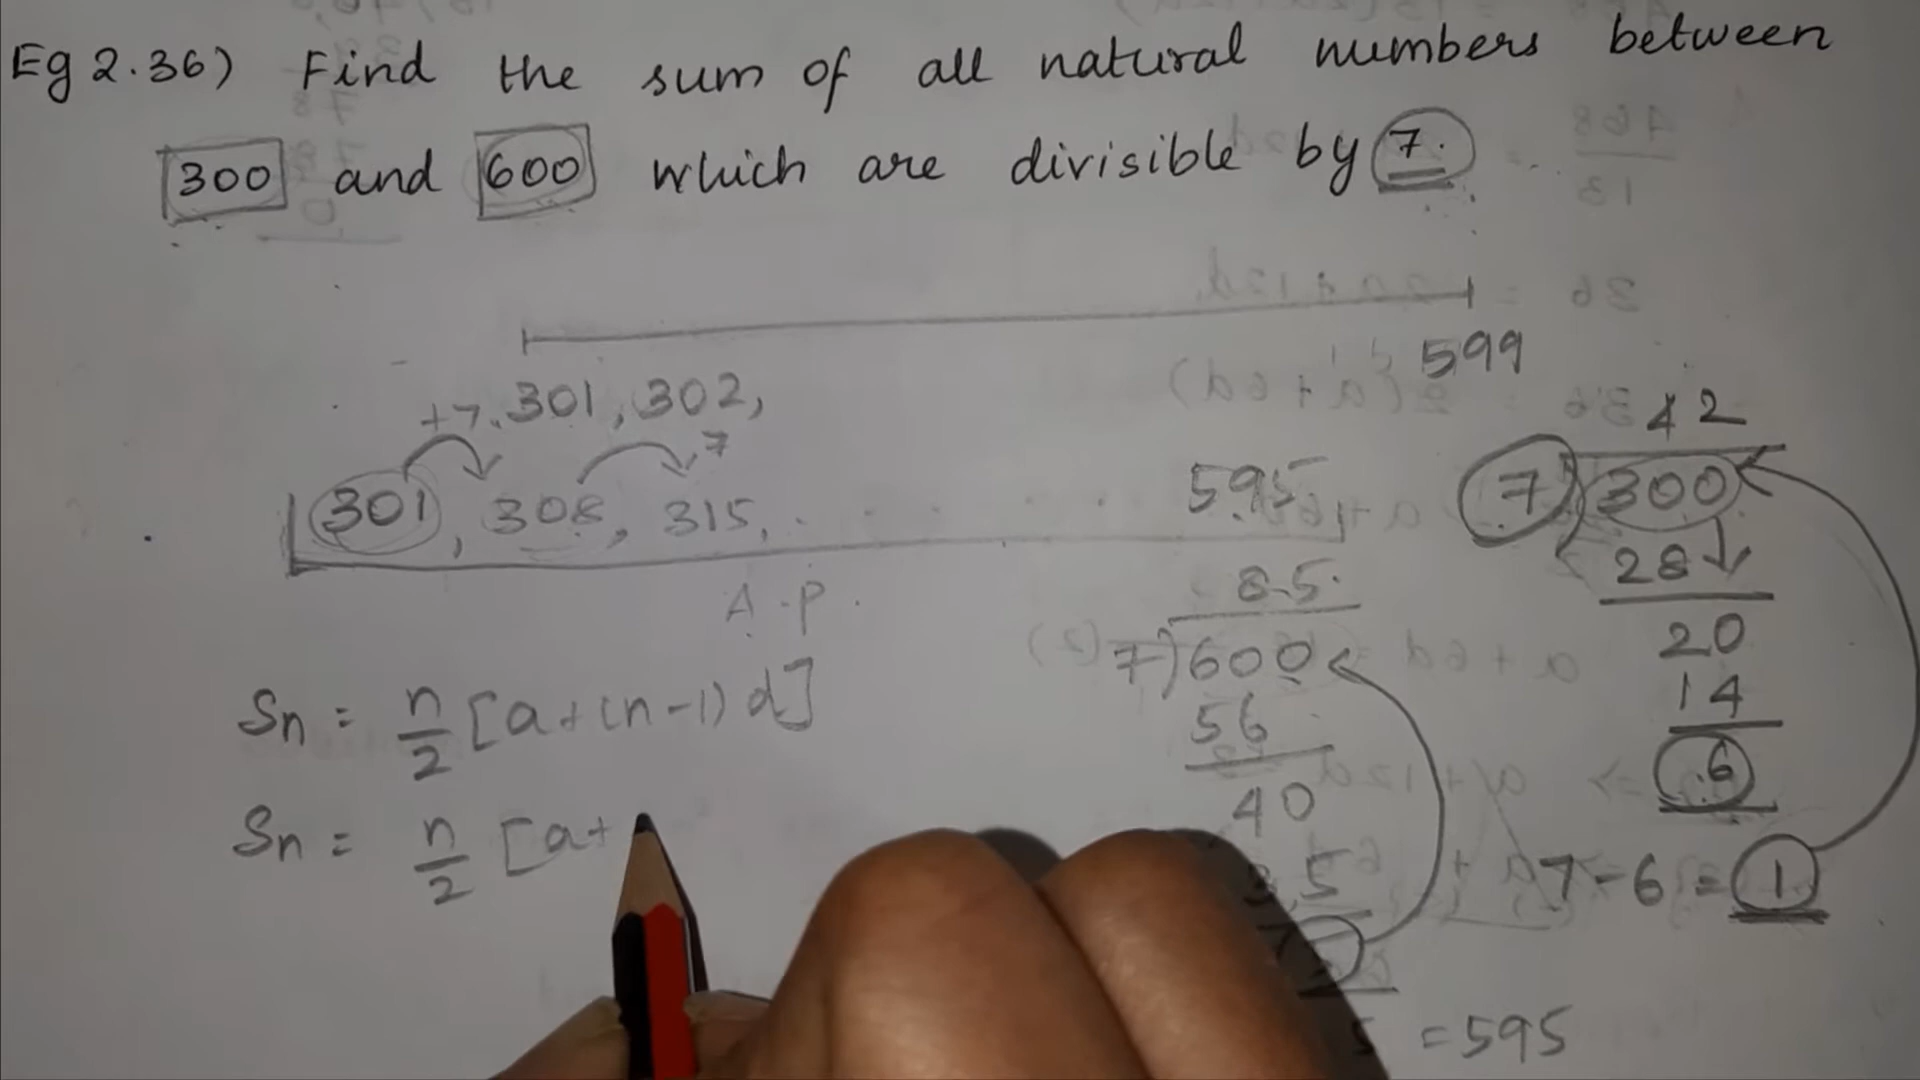 Eg 2.36) Find the sum of all natural numbers between
300 and 600 which are divisible by 7.
599
+7 301, 302,
7
301, 308, 315, . . . . 595
A.P.
Sn = n/2 [a+(n-1)d]
Sn = n/2 [a+
85
7)600
56
40
35
= 595
42
7)300
28
20
14
6
7-6=1